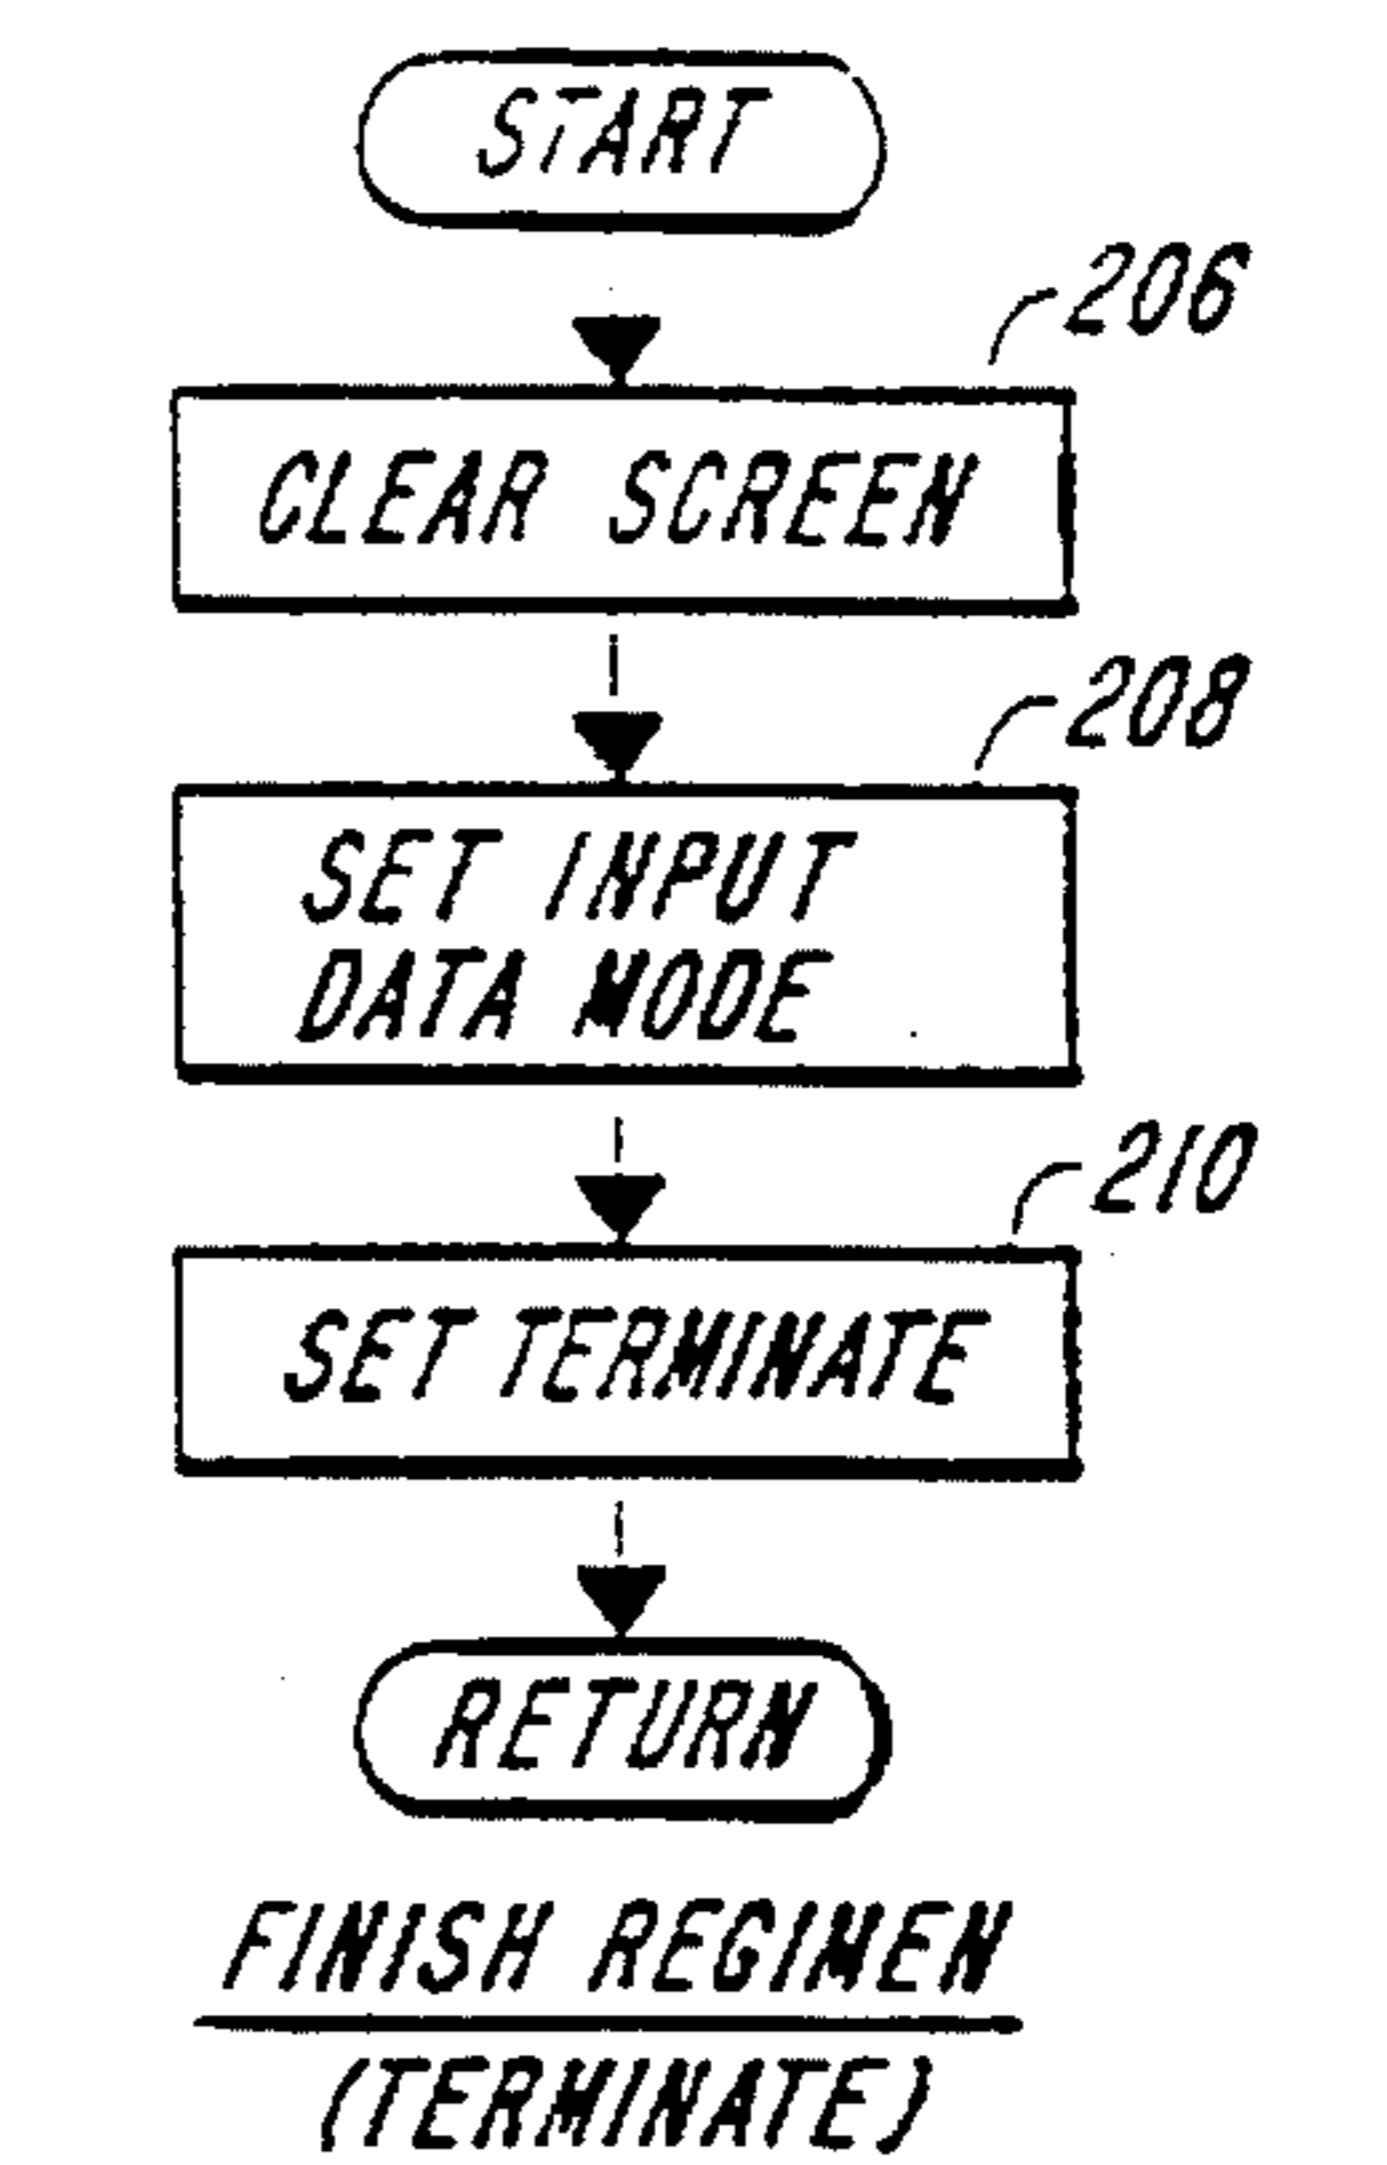 START
206
CLEAR SCREEN
208
SET INPUT
DATA MODE
210
SET TERMINATE
RETURN
FINISH REGIMEN
(TERMINATE)